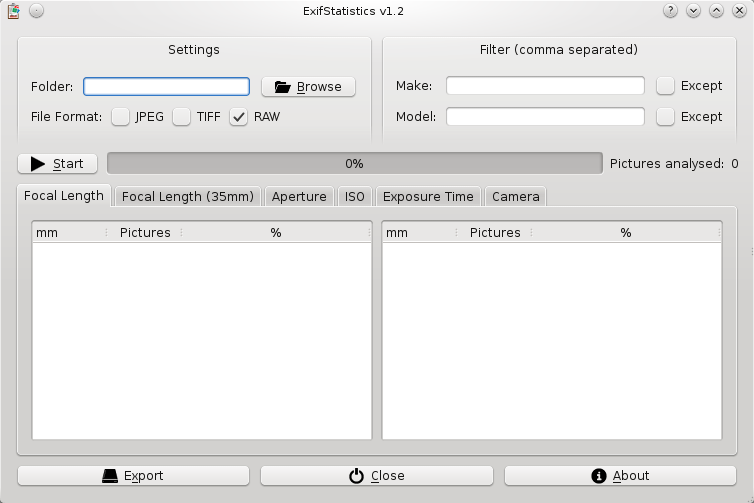 ExifStatistics v1.2
Settings
Folder:
Browse
File Format:
JPEG
TIFF
RAW
Filter (comma separated)
Make:
Except
Model:
Except
Start
0%
Pictures analysed: 0
Focal Length
Focal Length (35mm)
Aperture
ISO
Exposure Time
Camera
mm Pictures %
mm Pictures %
Export
Close
About